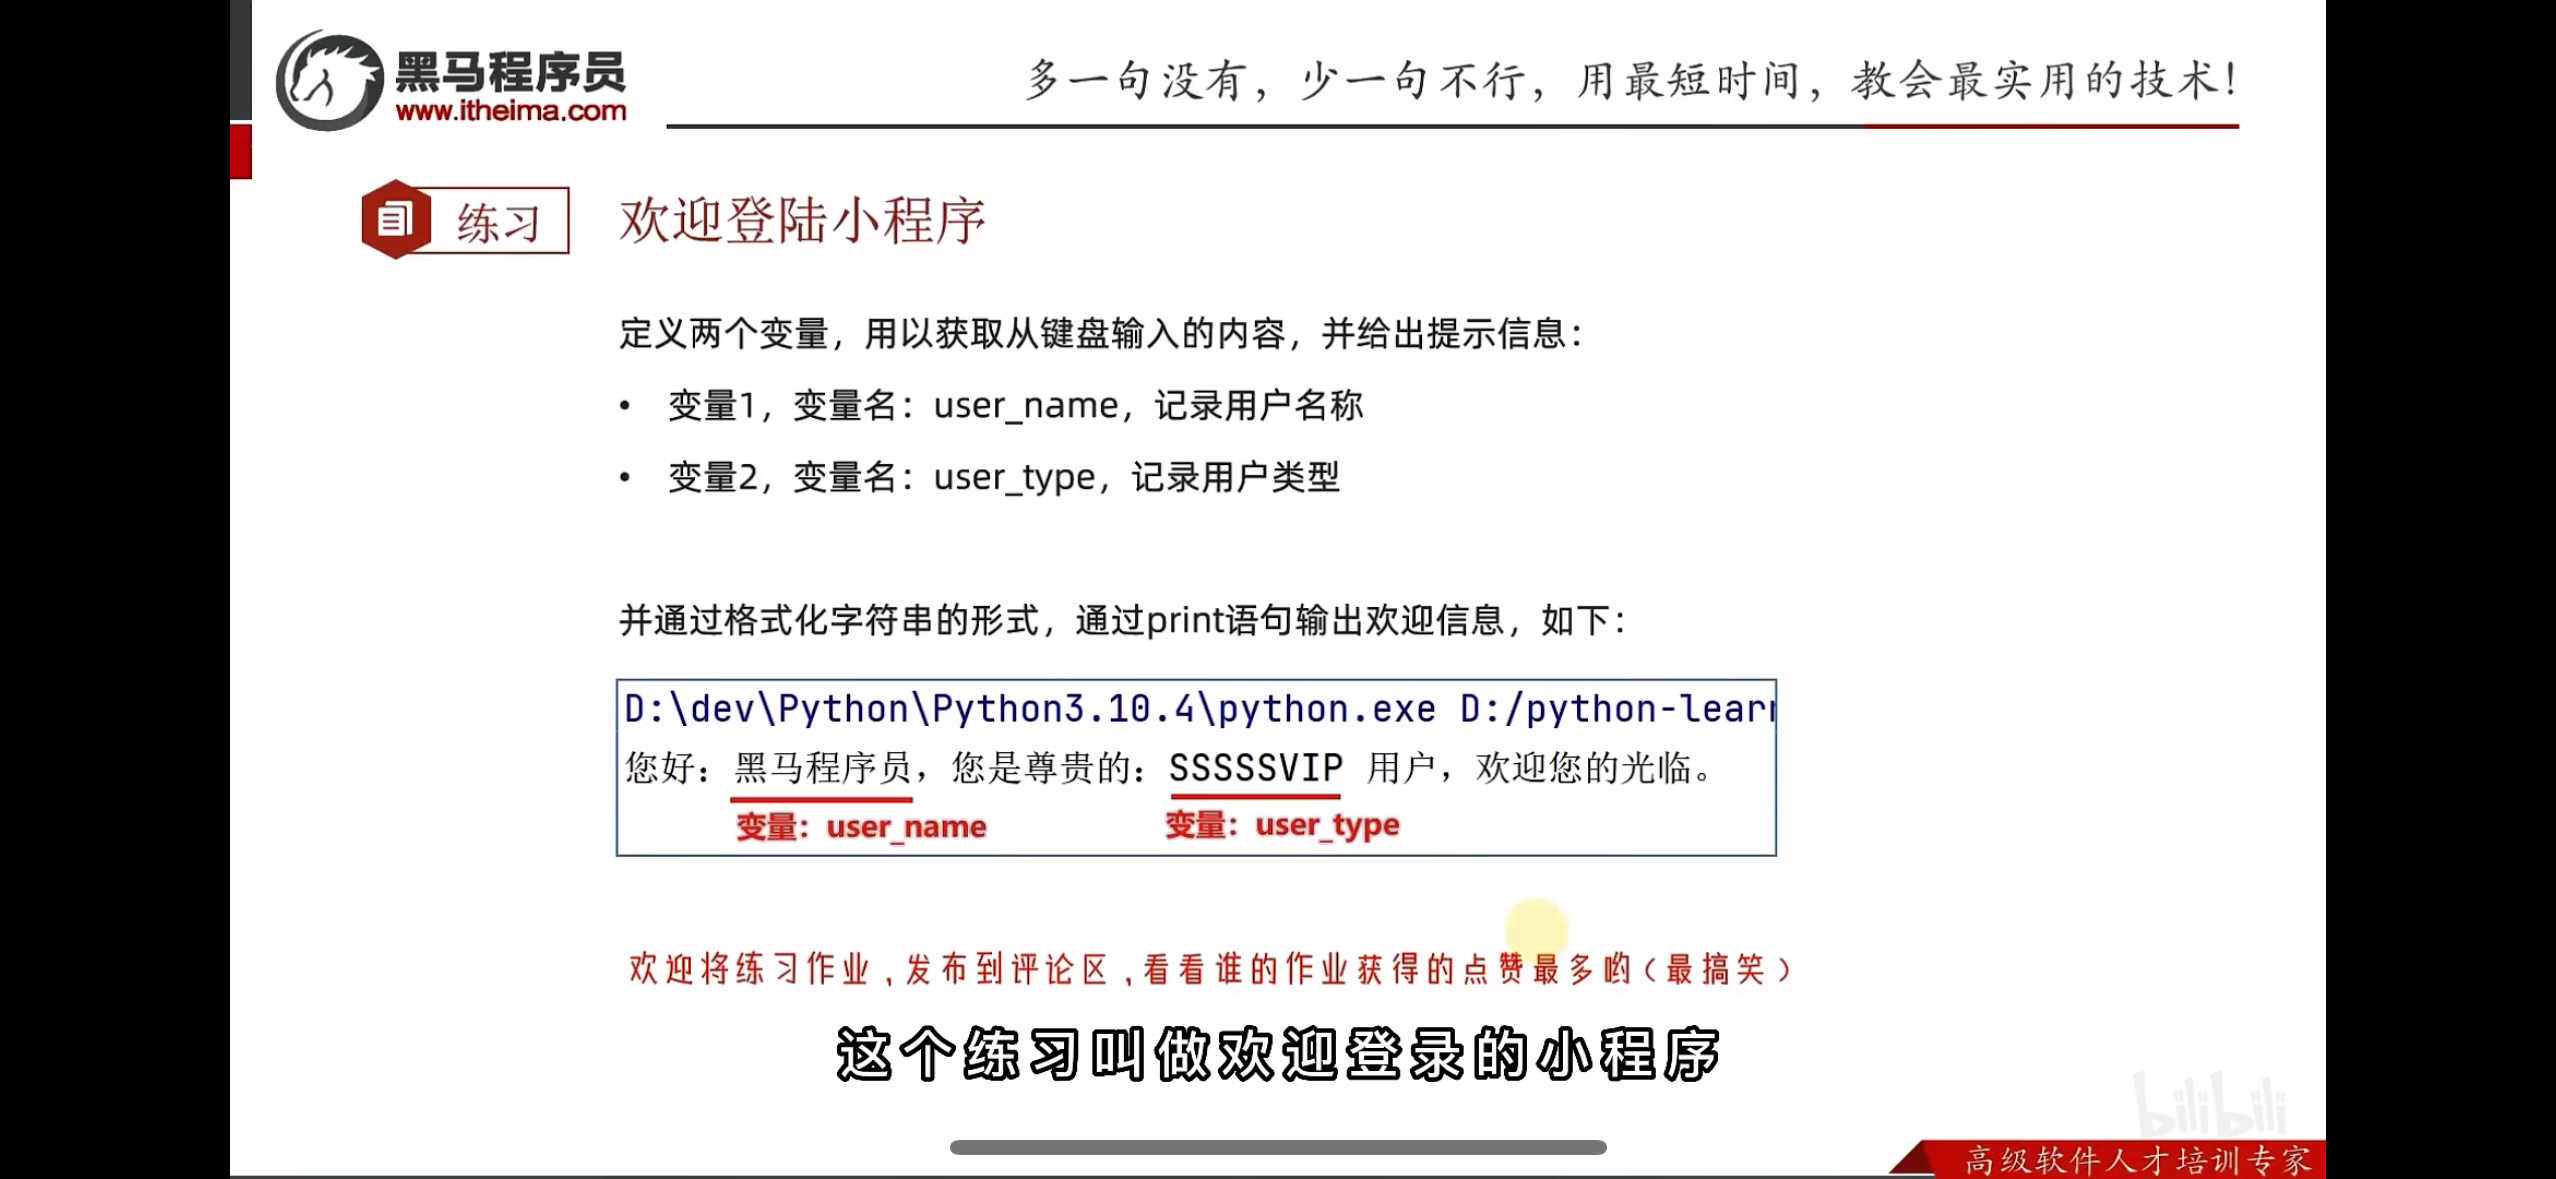 黑马程序员
www.itheima.com
多一句没有，少一句不行，用最短时间，教会最实用的技术！
练习
欢迎登陆小程序
定义两个变量，用以获取从键盘输入的内容，并给出提示信息：
• 变量1，变量名：user_name，记录用户名称
• 变量2，变量名：user_type，记录用户类型
并通过格式化字符串的形式，通过print语句输出欢迎信息，如下：
D:\dev\Python\Python3.10.4\python.exe D:/python-lear
您好：黑马程序员，您是尊贵的：SSSSSVIP 用户，欢迎您的光临。
变量：user_name
变量：user_type
欢迎将练习作业，发布到评论区，看看谁的作业获得的点赞最多哟（最搞笑）
这个练习叫做欢迎登录的小程序
bilibili
高级软件人才培训专家